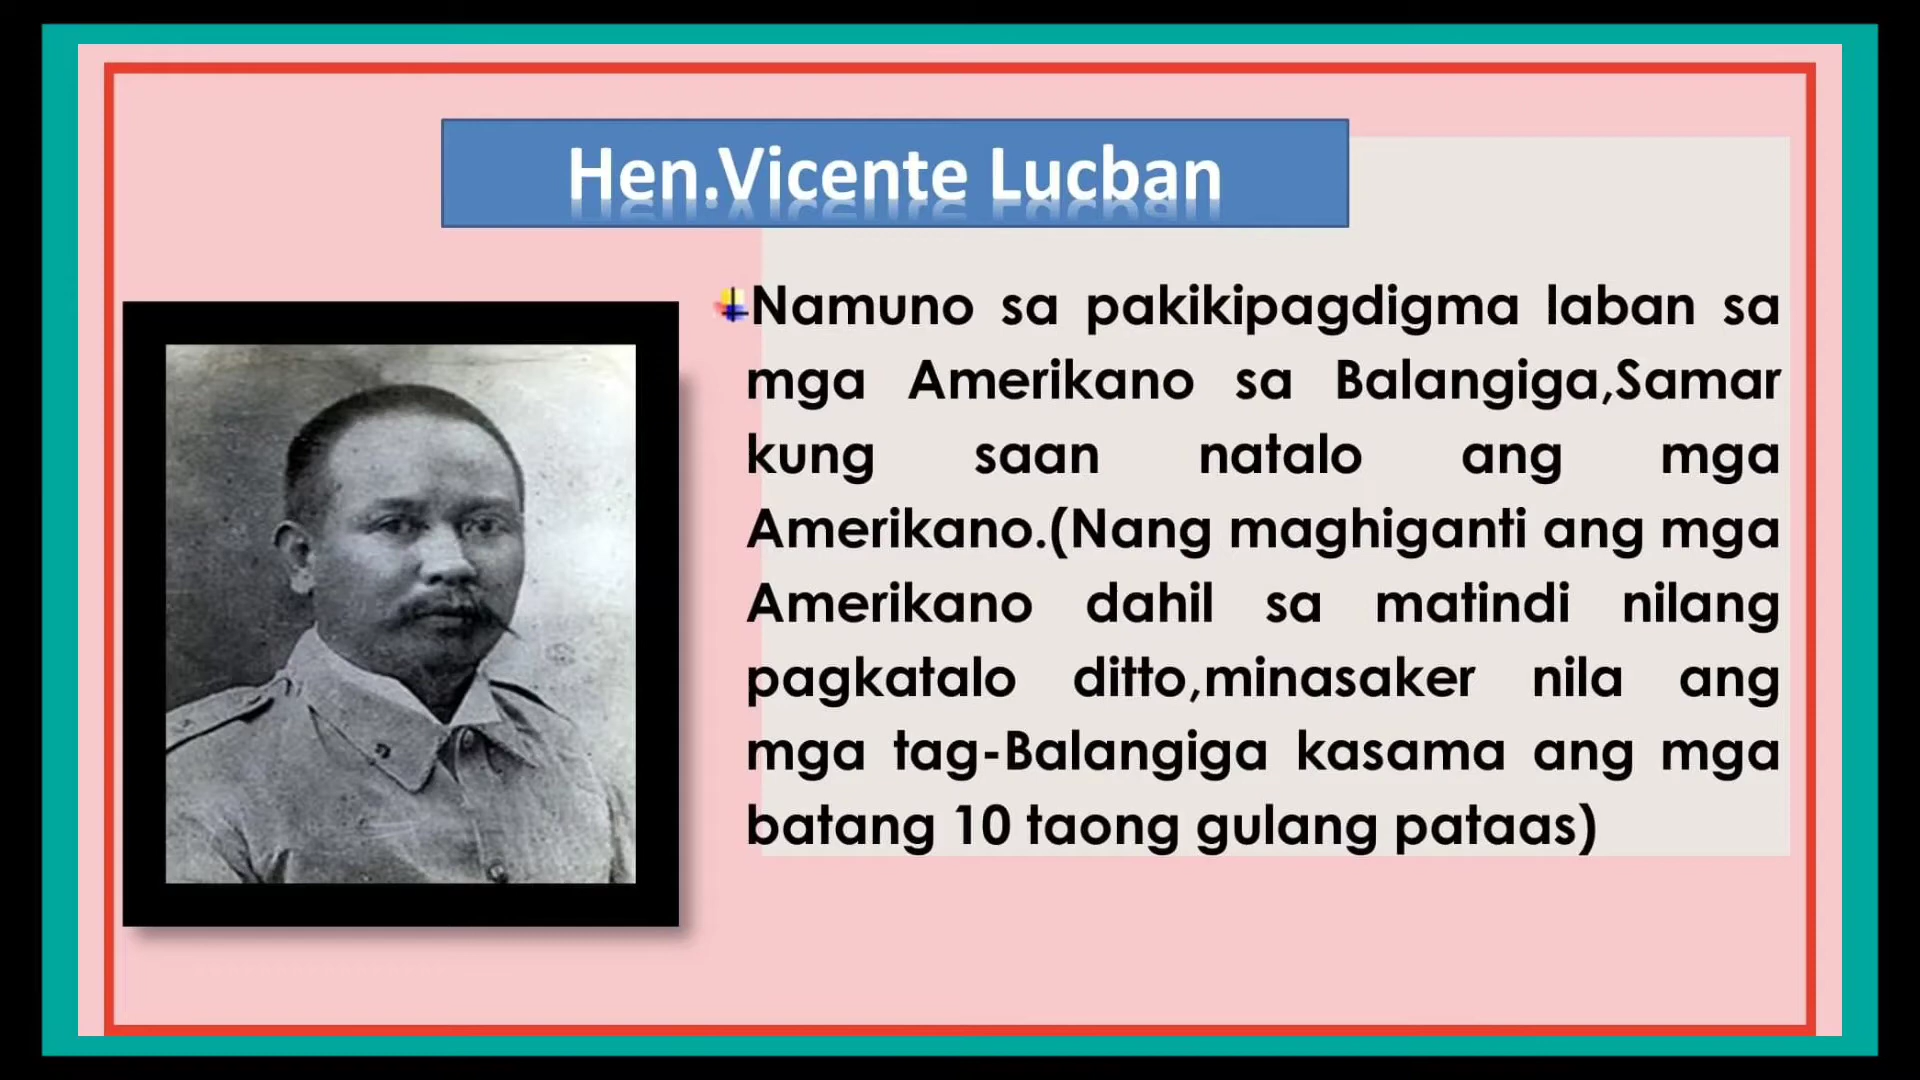 Hen.Vicente Lucban
Namuno sa pakikipagdigma laban sa
mga Amerikano sa Balangiga,Samar
kung saan natalo ang mga
Amerikano.(Nang maghiganti ang mga
Amerikano dahil sa matindi nilang
pagkatalo ditto,minasaker nila ang
mga tag-Balangiga kasama ang mga
batang 10 taong gulang pataas)